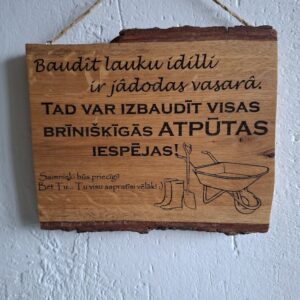 Baudīt lauku idilli
ir jādodas vasarā.
TAD VAR IZBAUDĪT VISAS
BRĪNIŠĶĪGĀS ATPŪTAS
IESPĒJAS!
Saimnieki būs priecīgi!
Bet Tu... Tu visu sapratīsi vēlāk! ;)